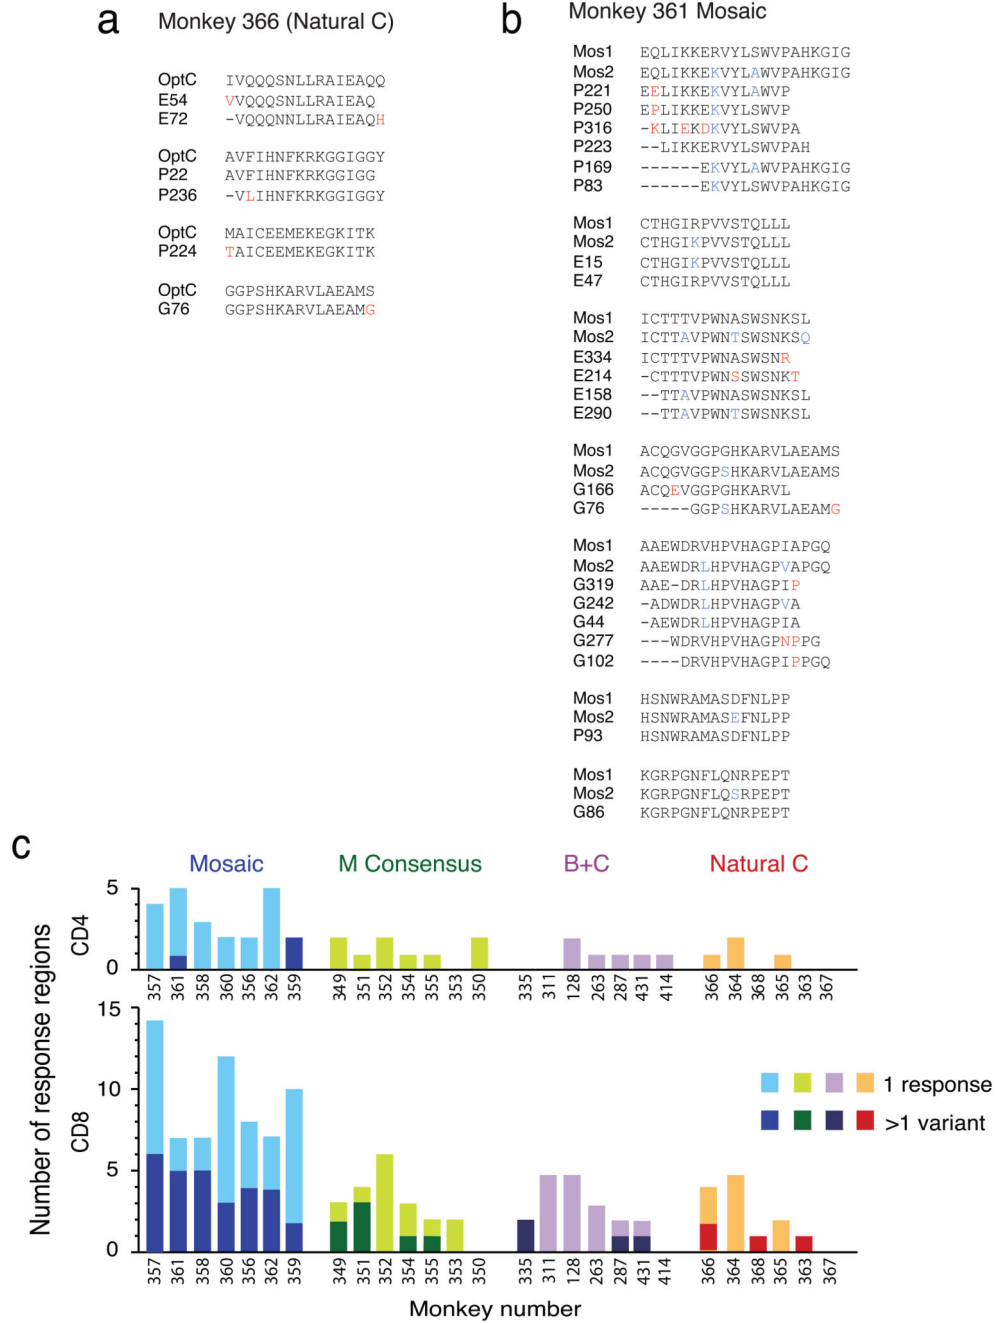 a
Monkey 366 (Natural C)
OptC IVQQQSNLLRAIEAQQ
E54 VVQQQSNLLRAIEAQ
E72 -VQQQNNLLRAIEAQH
OptC AVFIHNFKRKGGIGGY
P22 AVFIHNFKRKGGIGG
P236 -VLIHNFKRKGGIGGY
OptC MAICEEMEKEGKITK
P224 TAICEEMEKEGKITK
OptC GGPSHKARVLAEAMS
G76 GGPSHKARVLAEAMG
b
Monkey 361 Mosaic
Mos1 EQLIKKERVYLSWVPAHKGIG
Mos2 EQLIKKEKVYLAWVPAHKGIG
P221 EELIKKEKVYLAWVP
P250 EPLIKKEKVYLSWVP
P316 -KLIEKDKVYLSWVPA
P223 --LIKKERVYLSWVPAH
P169 ------EKVYLAWVPAHKGIG
P83 ------EKVYLSWVPAHKGIG
Mos1 CTHGIRPVVSTQLLL
Mos2 CTHGIKPVVSTQLLL
E15 CTHGIKPVVSTQLLL
E47 CTHGIRPVVSTQLLL
Mos1 ICTTTVPWNASWSNKSL
Mos2 ICTTAVPWNTSWSNKSQ
E334 ICTTTVPWNASWSNR
E214 -CTTTVPWNSSWSNKT
E158 --TTAVPWNASWSNKSL
E290 --TTAVPWNTSWSNKSL
Mos1 ACQGVGGPGHKARVLAEAMS
Mos2 ACQGVGGPSHKARVLAEAMS
G166 ACQEVGGPGHKARVL
G76 -----GGPSHKARVLAEAMG
Mos1 AAEWDRVHPVHAGPIAPGQ
Mos2 AAEWDRLHPVHAGPVAPGQ
G319 AAE-DRLHPVHAGPIP
G242 -ADWDRLHPVHAGPVA
G44 -AEWDRLHPVHAGPIA
G277 ---WDRVHPVHAGPNPPG
G102 ----DRVHPVHAGPIPPGQ
Mos1 HSNWRAMASDFNLPP
Mos2 HSNWRAMASEFNLPP
P93 HSNWRAMASDFNLPP
Mos1 KGRPGNFLQNRPEPT
Mos2 KGRPGNFLQSRPEPT
G86 KGRPGNFLQNRPEPT
c
Mosaic M Consensus B+C Natural C
Number of response regions
CD4
5
0
357 361 358 360 356 362 359 349 351 352 354 355 353 350 335 311 128 263 287 431 414 366 364 368 365 363 367
CD8
15
10
5
0
1 response
>1 variant
357 361 358 360 356 362 359 349 351 352 354 355 353 350 335 311 128 263 287 431 414 366 364 368 365 363 367
Monkey number